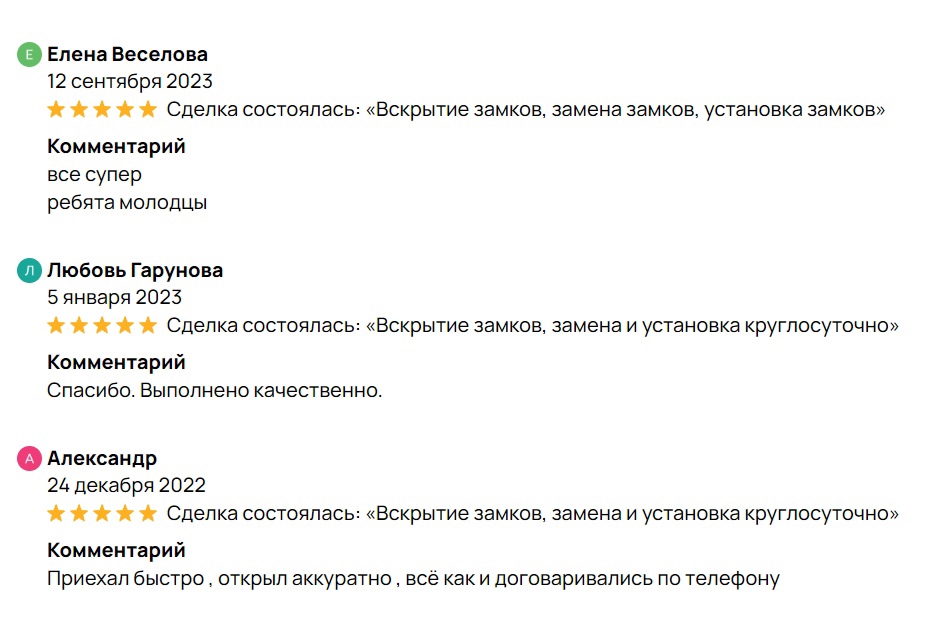 Е Елена Веселова
12 сентября 2023
Сделка состоялась: «Вскрытие замков, замена замков, установка замков»
Комментарий
все супер
ребята молодцы
Л Любовь Гарунова
5 января 2023
Сделка состоялась: «Вскрытие замков, замена и установка круглосуточно»
Комментарий
Спасибо. Выполнено качественно.
А Александр
24 декабря 2022
Сделка состоялась: «Вскрытие замков, замена и установка круглосуточно»
Комментарий
Приехал быстро , открыл аккуратно , всё как и договаривались по телефону